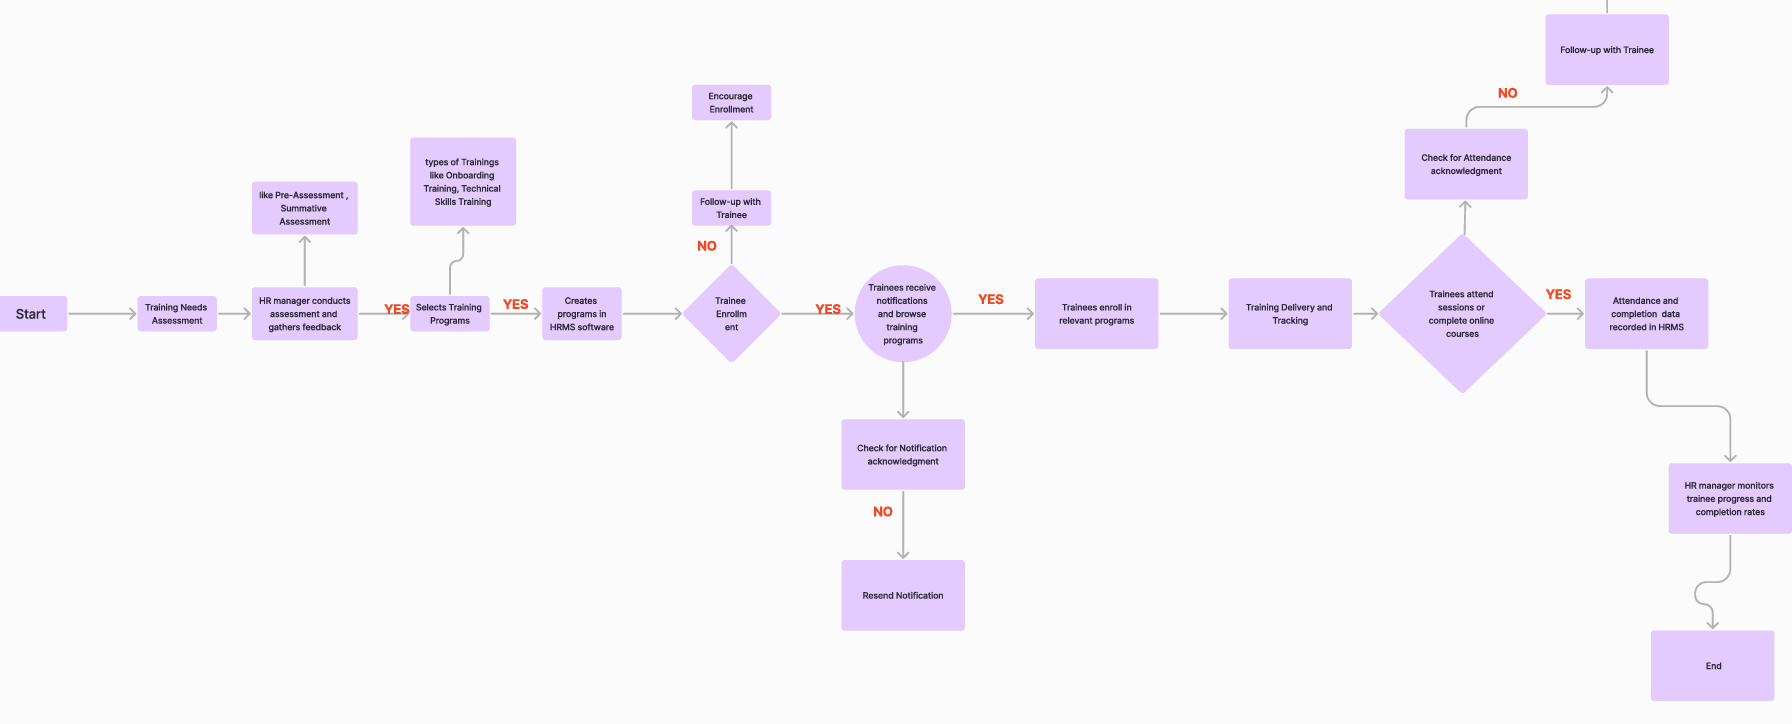 Follow-up with Trainee
NO
Encourage
Enrollment
Check for Attendance
acknowledgment
types of Trainings
like Onboarding
Training, Technical
Skills Training
like Pre-Assessment ,
Summative
Assessment
Follow-up with
Trainee
NO
Start
Training Needs
Assessment
HR manager conducts
assessment and
gathers feedback
YES
Selects Training
Programs
YES
Creates
programs in
HRMS software
Trainee
Enrollm
ent
YES
Trainees receive
notifications
and browse
training
programs
YES
Trainees enroll in
relevant programs
Training Delivery and
Tracking
Trainees attend
sessions or
complete online
courses
YES
Attendance and
completion data
recorded in HRMS
Check for Notification
acknowledgment
NO
Resend Notification
HR manager monitors
trainee progress and
completion rates
End